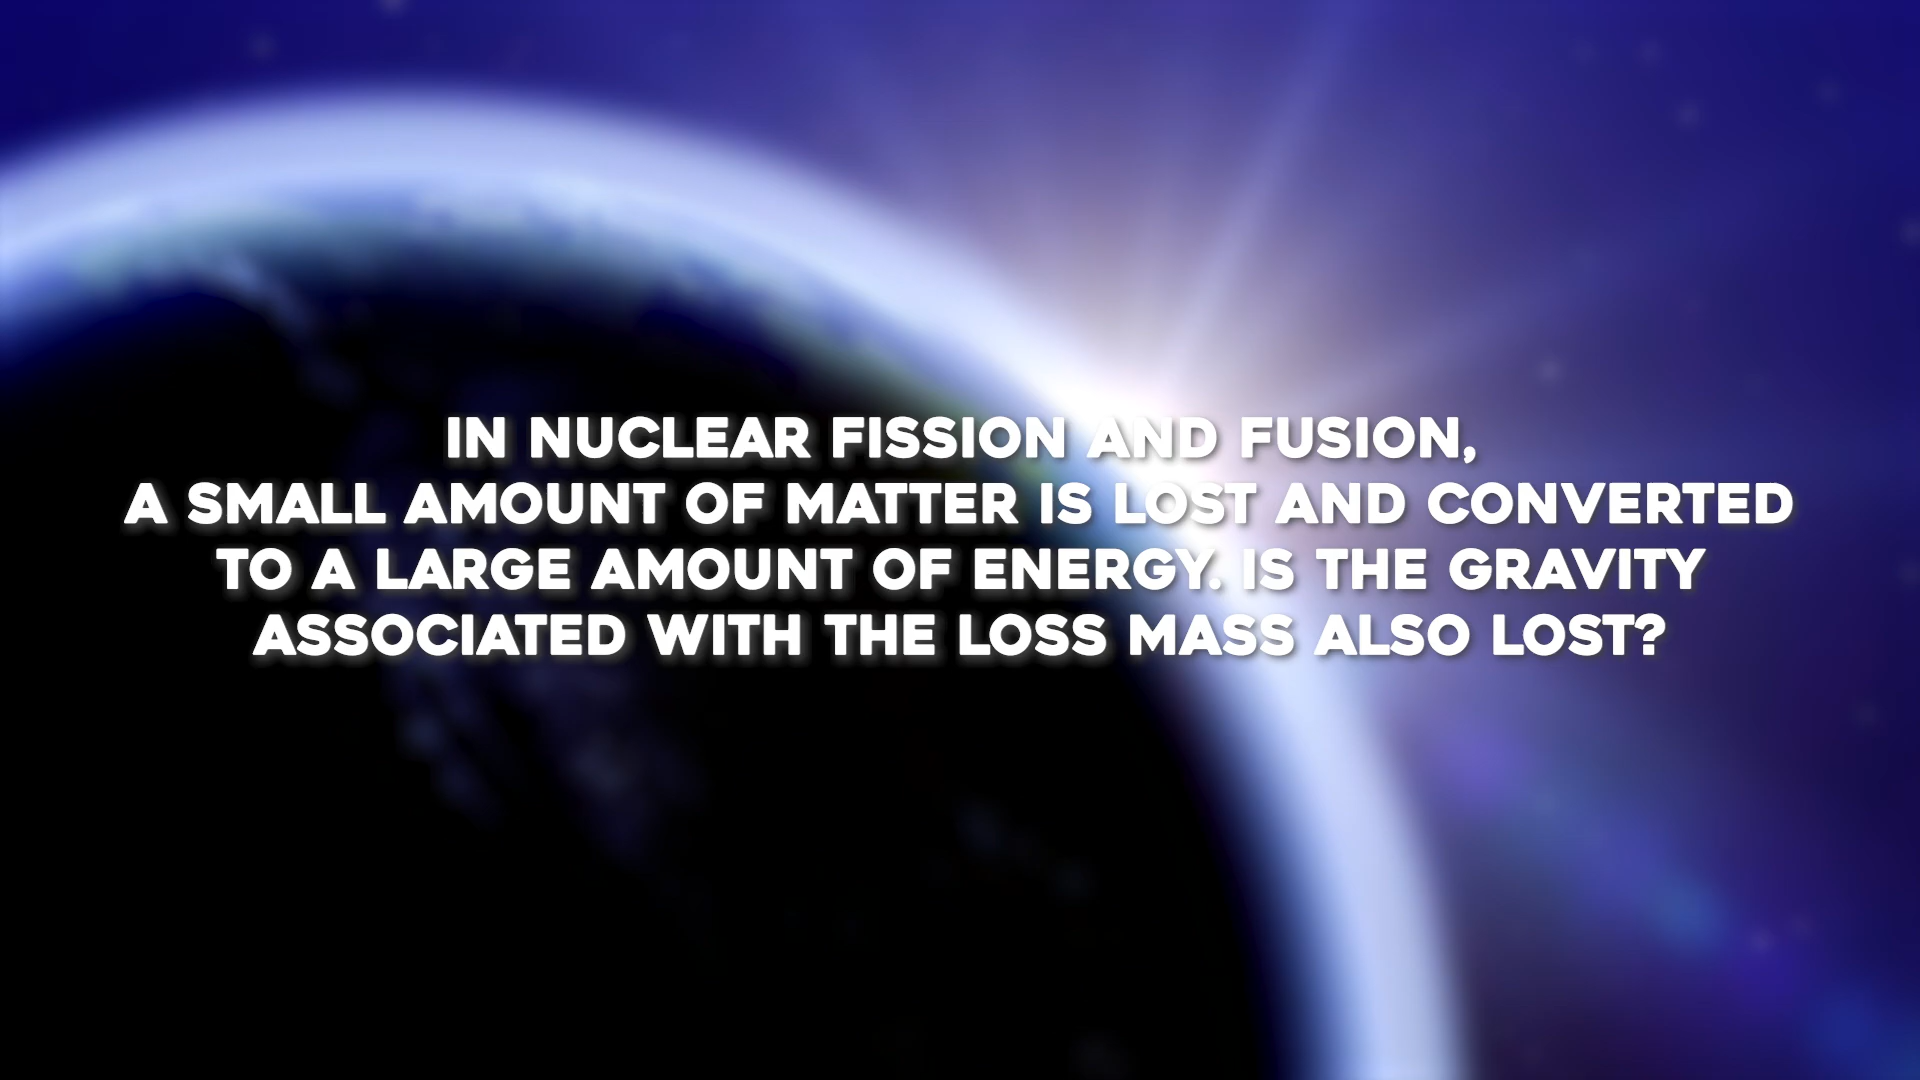 IN NUCLEAR FISSION AND FUSION,
A SMALL AMOUNT OF MATTER IS LOST AND CONVERTED
TO A LARGE AMOUNT OF ENERGY. IS THE GRAVITY
ASSOCIATED WITH THE LOSS MASS ALSO LOST?